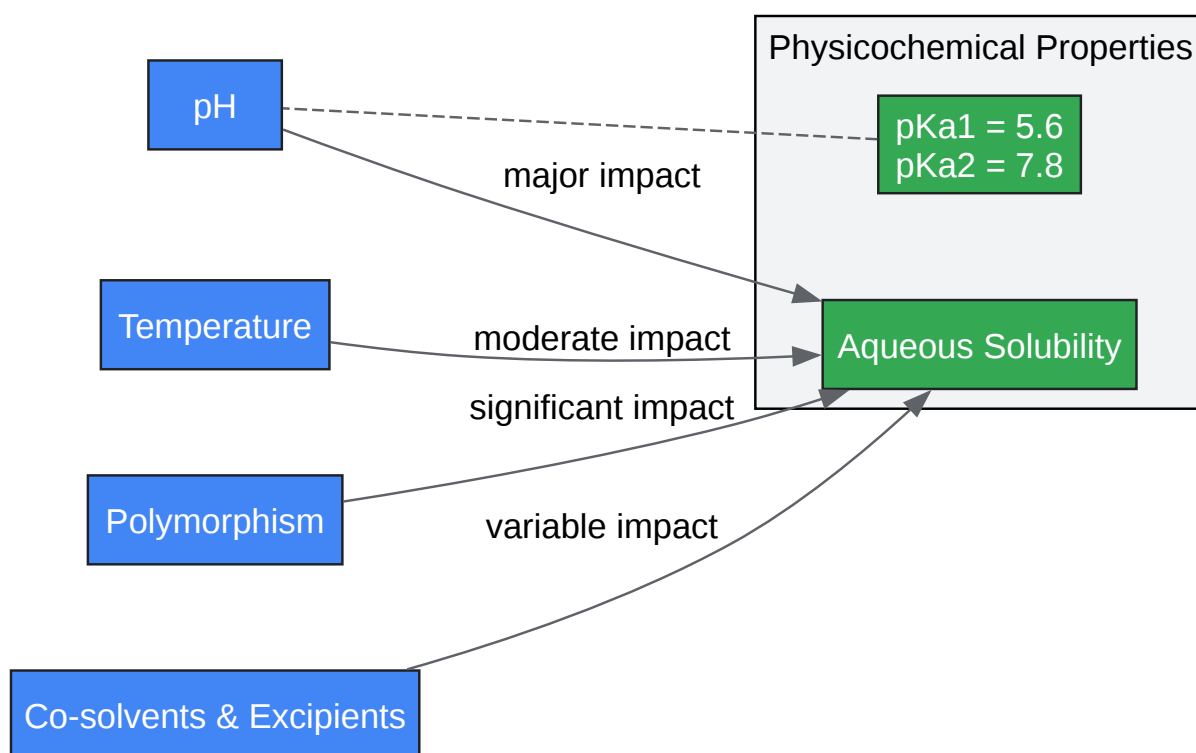 Physicochemical Properties
pH
pKa1 = 5.6
pKa2 = 7.8
major impact
Temperature
moderate impact
Aqueous Solubility
significant impact
Polymorphism
variable impact
Co-solvents & Excipients